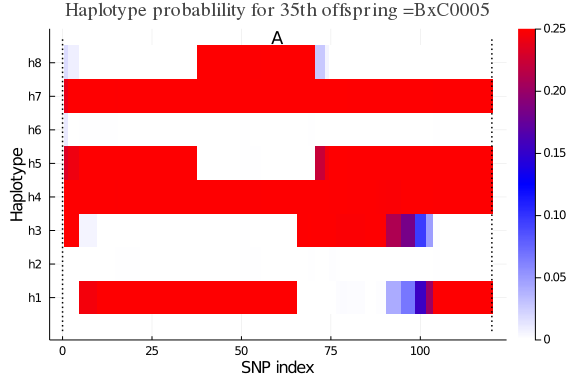 Haplotype probablility for 35th offspring =BxC0005
A
h8
h7
h6
h5
h4
h3
h2
h1
Haplotype
0 25 50 75 100
SNP index
0.25
0.20
0.15
0.10
0.05
0